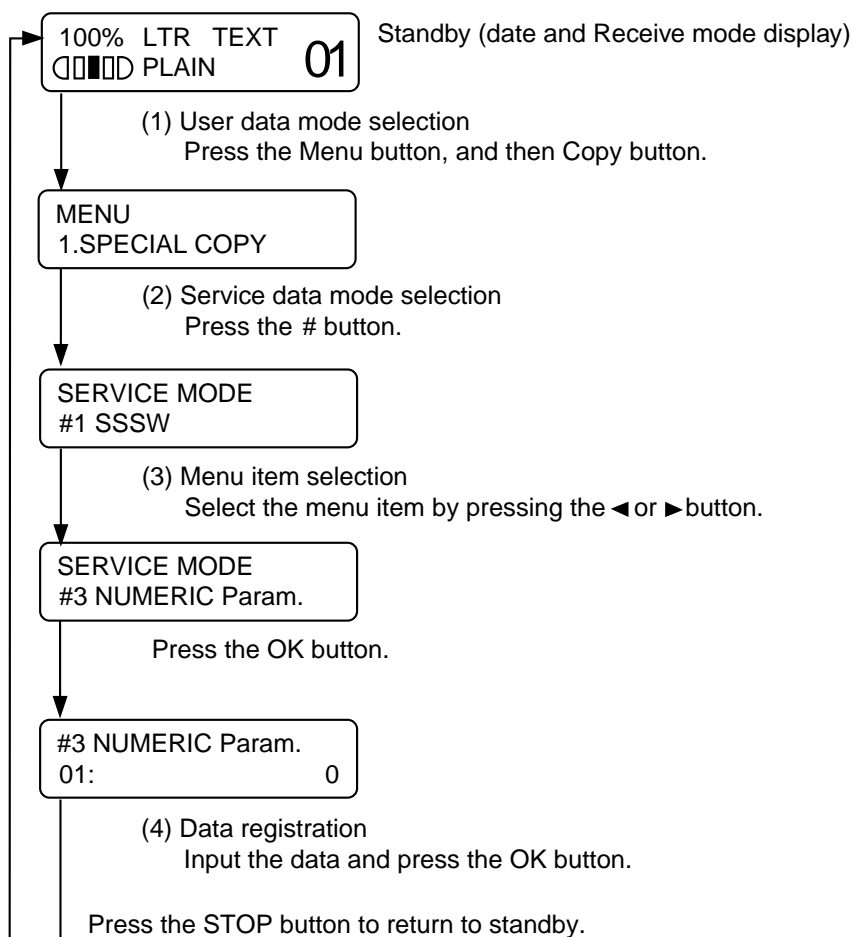 100% LTR TEXT 01
PLAIN
Standby (date and Receive mode display)
(1) User data mode selection
Press the Menu button, and then Copy button.
MENU
1.SPECIAL COPY
(2) Service data mode selection
Press the # button.
SERVICE MODE
#1 SSSW
(3) Menu item selection
Select the menu item by pressing the ◄ or ► button.
SERVICE MODE
#3 NUMERIC Param.
Press the OK button.
#3 NUMERIC Param.
01: 0
(4) Data registration
Input the data and press the OK button.
Press the STOP button to return to standby.